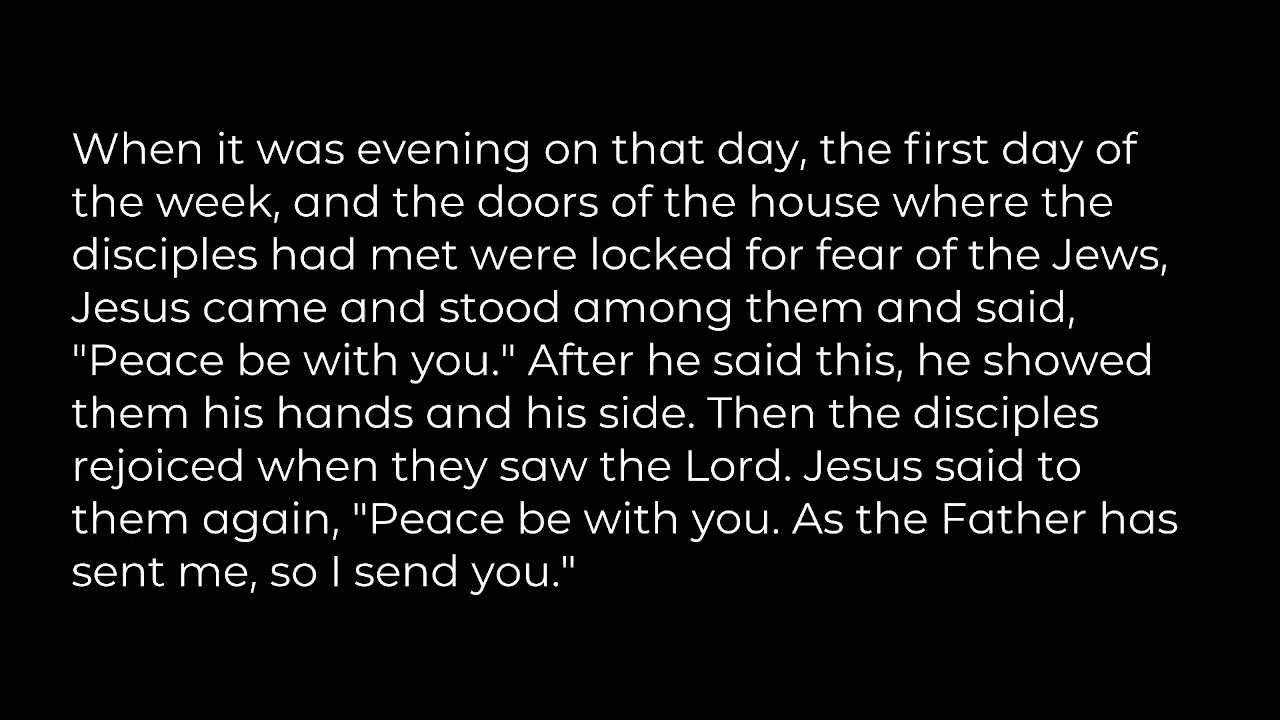 When it was evening on that day, the first day of
the week, and the doors of the house where the
disciples had met were locked for fear of the Jews,
Jesus came and stood among them and said,
"Peace be with you." After he said this, he showed
them his hands and his side. Then the disciples
rejoiced when they saw the Lord. Jesus said to
them again, "Peace be with you. As the Father has
sent me, so I send you."